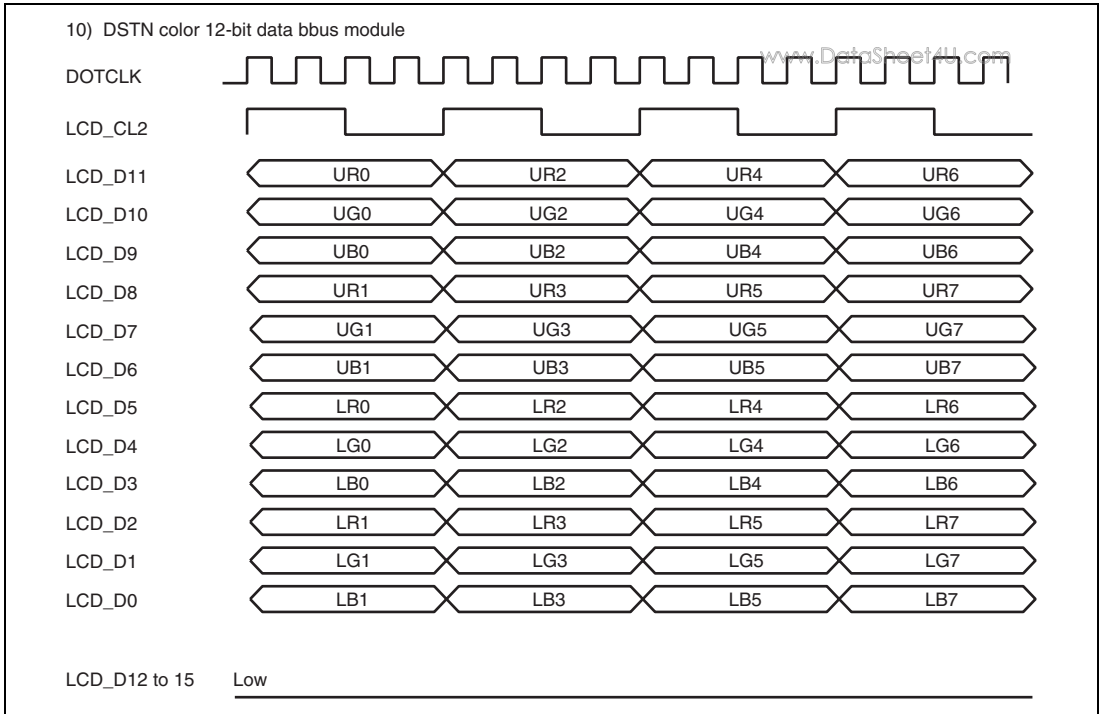 10) DSTN color 12-bit data bbus module
www.DataSheet4U.com
DOTCLK
LCD_CL2
LCD_D11 UR0 UR2 UR4 UR6
LCD_D10 UG0 UG2 UG4 UG6
LCD_D9 UB0 UB2 UB4 UB6
LCD_D8 UR1 UR3 UR5 UR7
LCD_D7 UG1 UG3 UG5 UG7
LCD_D6 UB1 UB3 UB5 UB7
LCD_D5 LR0 LR2 LR4 LR6
LCD_D4 LG0 LG2 LG4 LG6
LCD_D3 LB0 LB2 LB4 LB6
LCD_D2 LR1 LR3 LR5 LR7
LCD_D1 LG1 LG3 LG5 LG7
LCD_D0 LB1 LB3 LB5 LB7
LCD_D12 to 15 Low